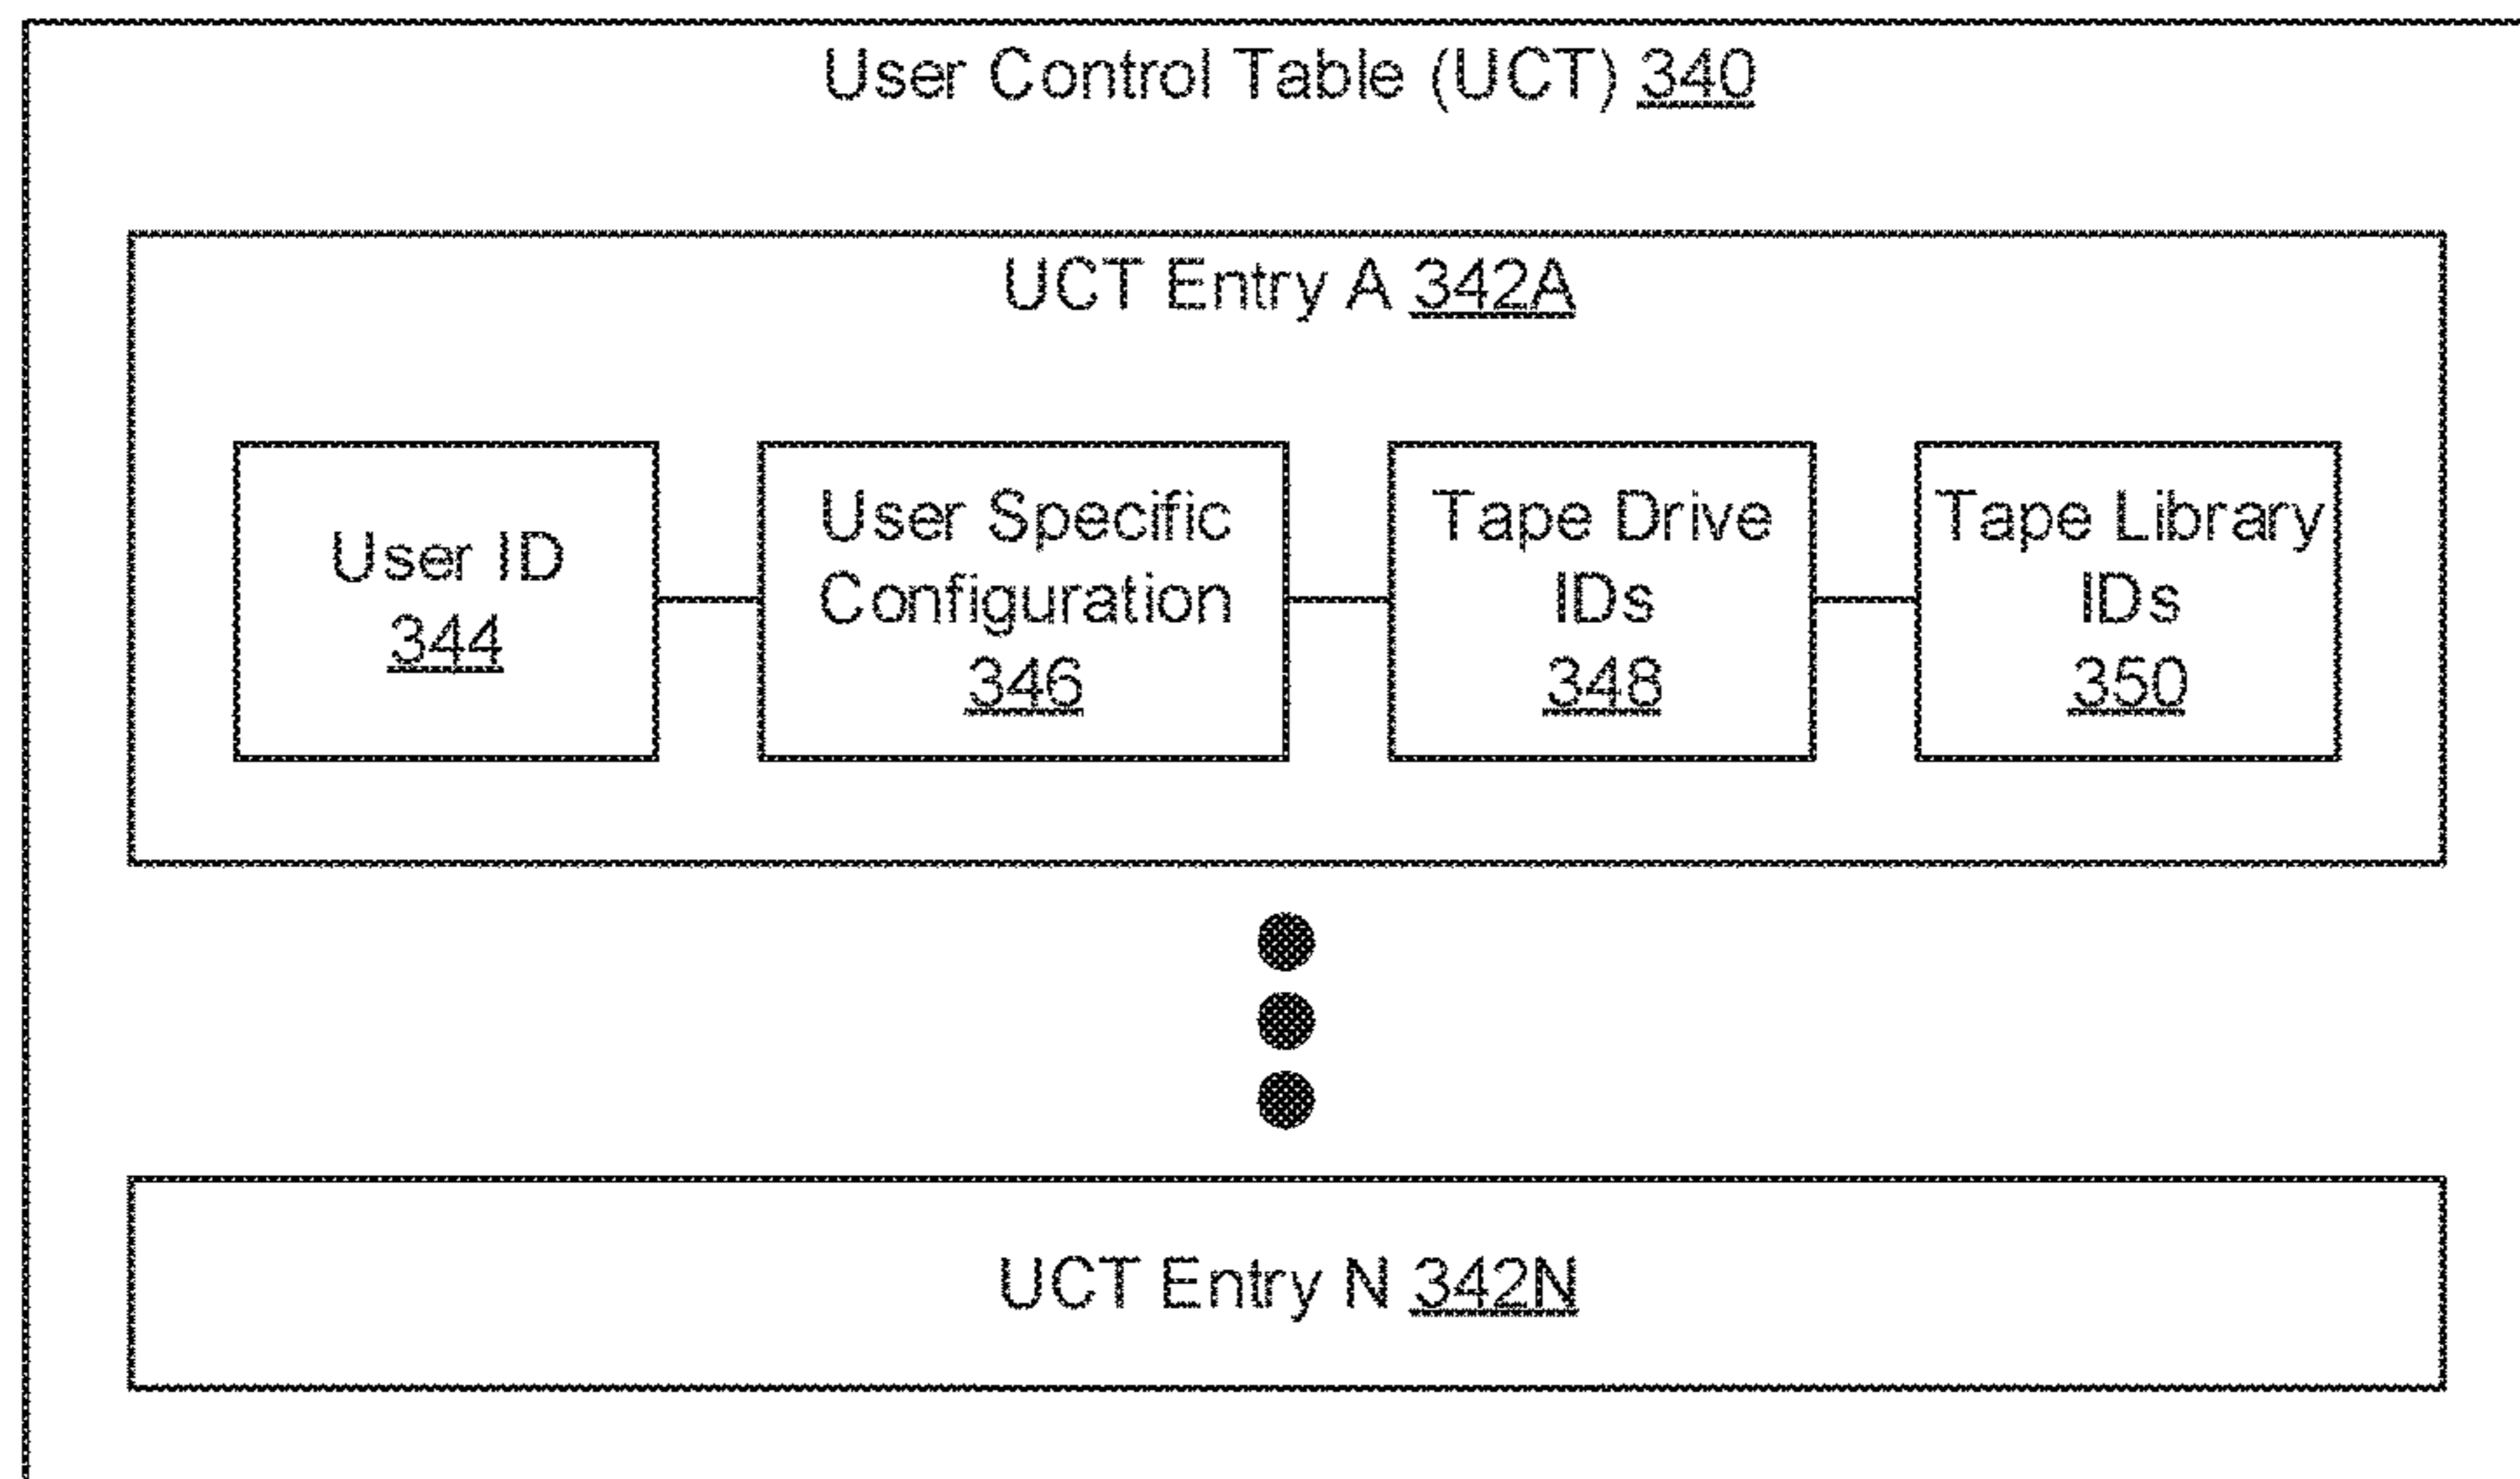 User Control Table (UCT) 340
UCT Entry A 342A
User ID
344
User Specific
Configuration
346
Tape Drive
IDs
348
Tape Library
IDs
350
UCT Entry N 342N